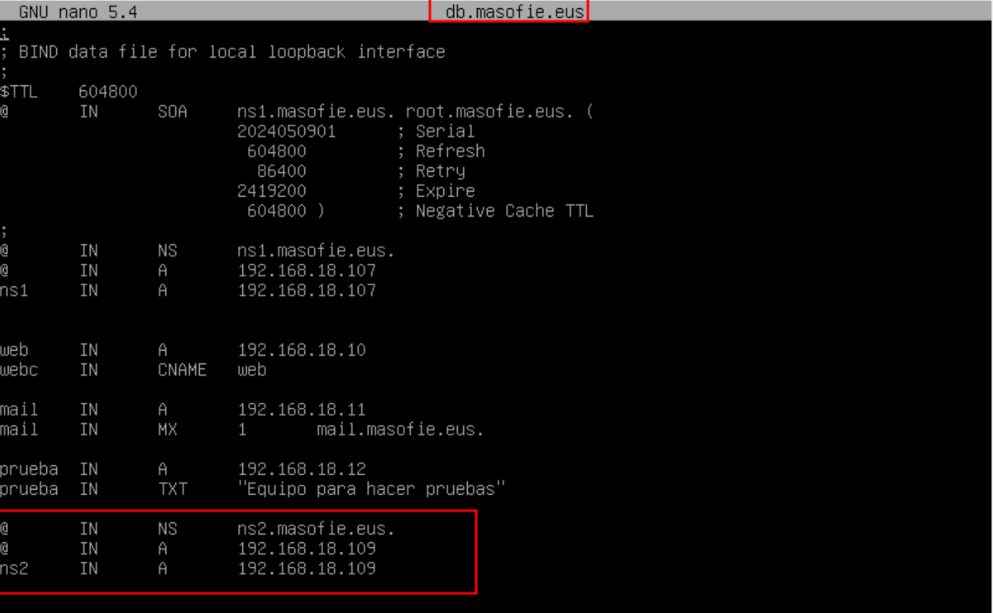 GNU nano 5.4 db.masofie.eus
;
; BIND data file for local loopback interface
;
$TTL 604800
@ IN SOA ns1.masofie.eus. root.masofie.eus. (
2024050901 ; Serial
604800 ; Refresh
86400 ; Retry
2419200 ; Expire
604800 ) ; Negative Cache TTL
;
@ IN NS ns1.masofie.eus.
@ IN A 192.168.18.107
ns1 IN A 192.168.18.107
web IN A 192.168.18.10
webc IN CNAME web
mail IN A 192.168.18.11
mail IN MX 1 mail.masofie.eus.
prueba IN A 192.168.18.12
prueba IN TXT "Equipo para hacer pruebas"
@ IN NS ns2.masofie.eus.
@ IN A 192.168.18.109
ns2 IN A 192.168.18.109